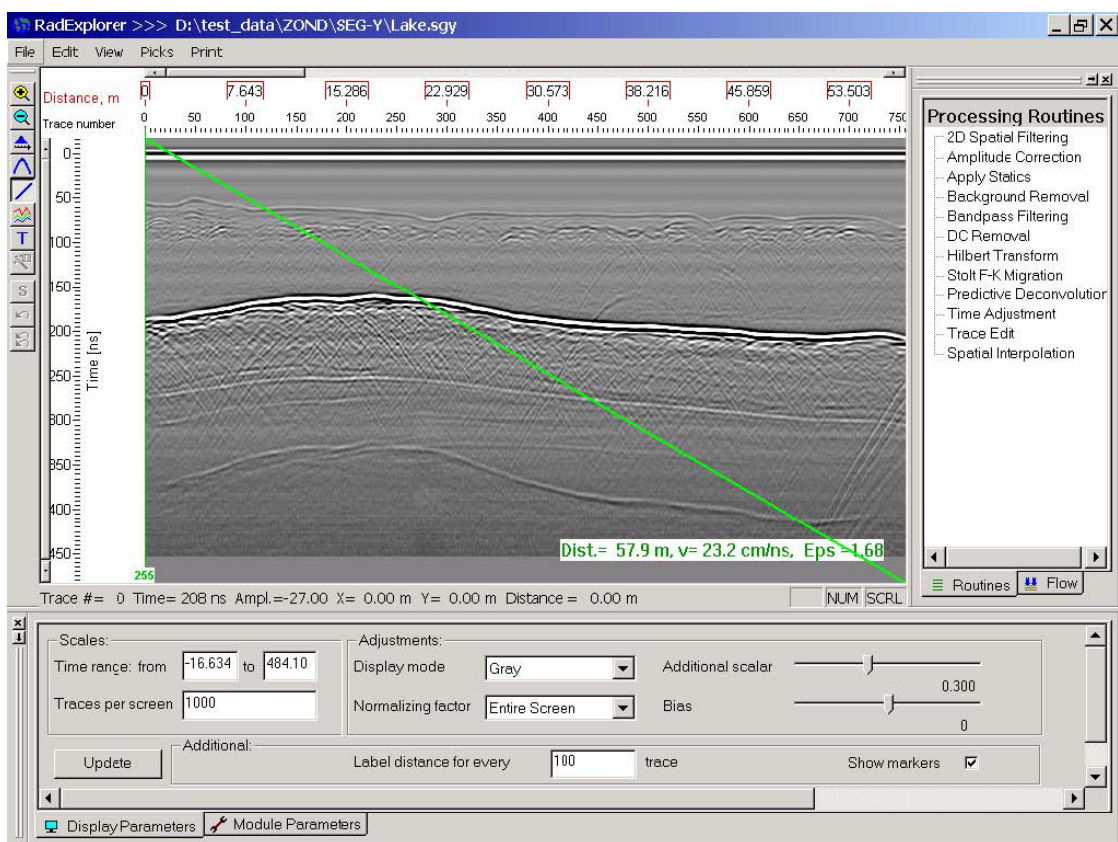 RadExplorer >>> D:\test_data\ZOND\SEG-Y\Lake.sgy
File Edit View Picks Print
Distance, m 0 7.643 15.286 22.929 30.573 38.216 45.859 53.503
Trace number 0 50 100 150 200 250 300 350 400 450 500 550 600 650 700 750
Time [ns]
0
50
100
150
200
250
300
350
400
450
T
S
Dist.= 57.9 m, v= 23.2 cm/ns, Eps =1.68
255
Trace #= 0 Time= 208 ns Ampl.=-27.00 X= 0.00 m Y= 0.00 m Distance = 0.00 m NUM SCRL
Processing Routines
2D Spatial Filtering
Amplitude Correction
Apply Statics
Background Removal
Bandpass Filtering
DC Removal
Hilbert Transform
Stolt F-K Migration
Predictive Deconvolution
Time Adjustment
Trace Edit
Spatial Interpolation
Routines Flow
Scales:
Time range: from -16.634 to 484.10
Traces per screen 1000
Adjustments:
Display mode Gray Additional scalar 0.300
Normalizing factor Entire Screen Bias 0
Update
Additional:
Label distance for every 100 trace Show markers
Display Parameters Module Parameters